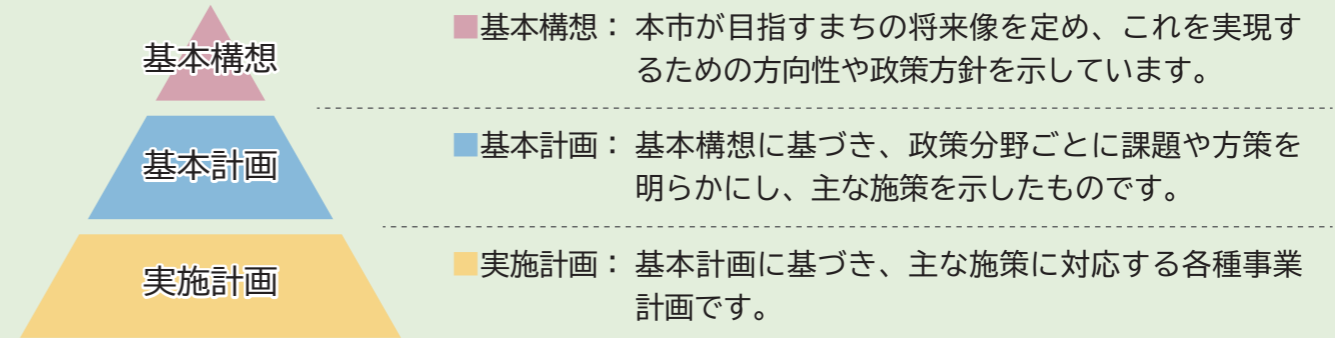 基本構想
■基本構想： 本市が目指すまちの将来像を定め、これを実現す
るための方向性や政策方針を示しています。
基本計画
■基本計画： 基本構想に基づき、政策分野ごとに課題や方策を
明らかにし、主な施策を示したものです。
実施計画
■実施計画： 基本計画に基づき、主な施策に対応する各種事業
計画です。